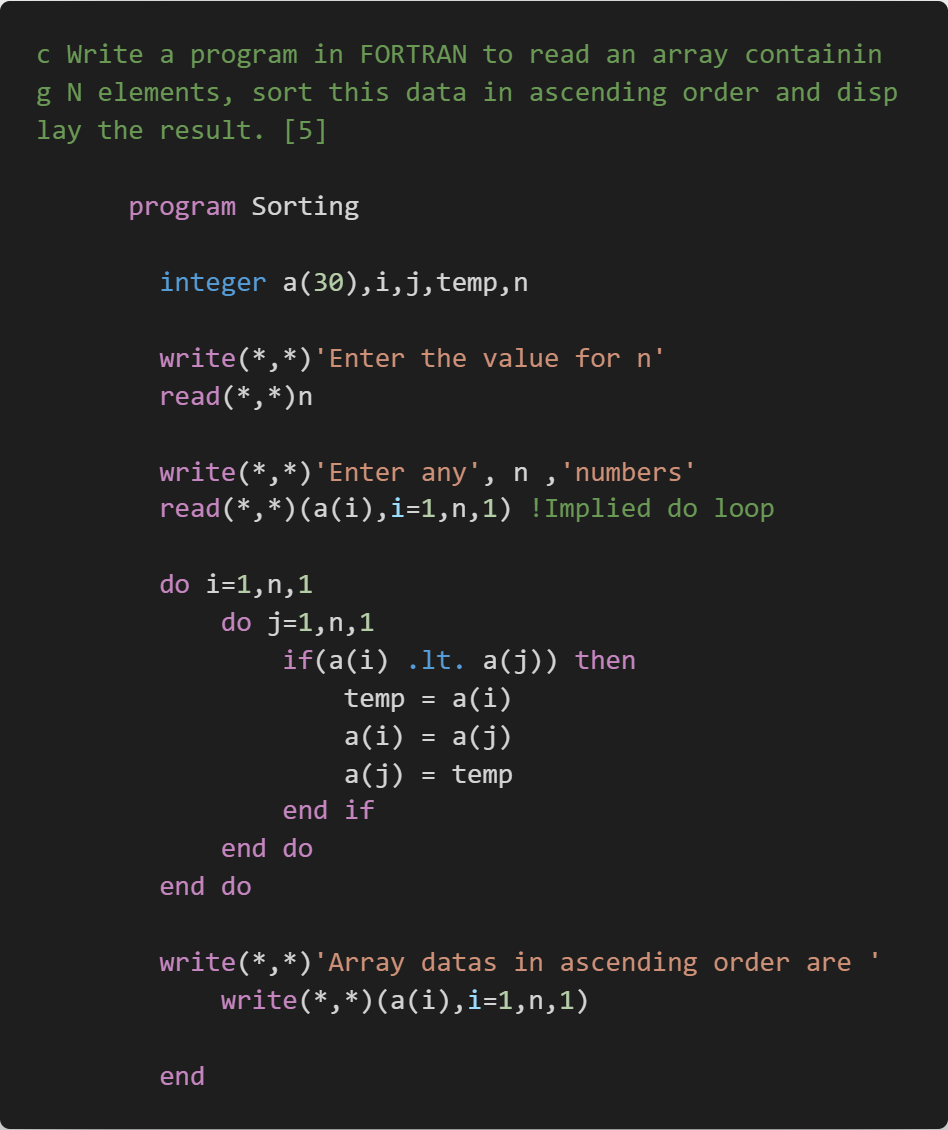 c Write a program in FORTRAN to read an array containin
g N elements, sort this data in ascending order and disp
lay the result. [5]
program Sorting
integer a(30),i,j,temp,n
write(*,*)'Enter the value for n'
read(*,*)n
write(*,*)'Enter any', n ,'numbers'
read(*,*)(a(i),i=1,n,1) !Implied do loop
do i=1,n,1
do j=1,n,1
if(a(i) .lt. a(j)) then
temp = a(i)
a(i) = a(j)
a(j) = temp
end if
end do
end do
write(*,*)'Array datas in ascending order are '
write(*,*)(a(i),i=1,n,1)
end